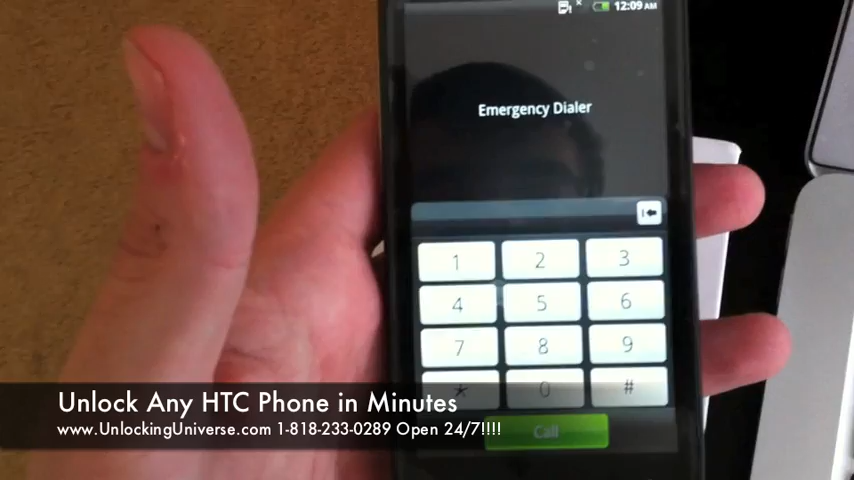 12:09 AM
Emergency Dialer
1 2 3
4 5 6
7 8 9
* 0 #
Call
Unlock Any HTC Phone in Minutes
www.UnlockingUniverse.com 1-818-233-0289 Open 24/7!!!!